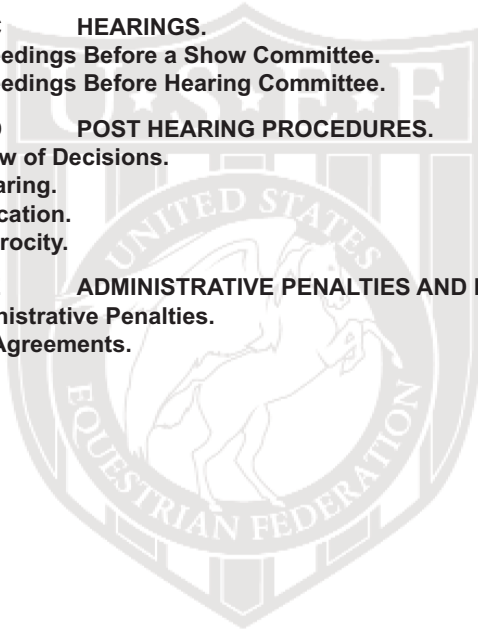 HEARINGS.
edings Before a Show Committee.
edings Before Hearing Committee.
POST HEARING PROCEDURES.
w of Decisions.
aring.
cation.
rocity.
ADMINISTRATIVE PENALTIES AND
nistrative Penalties.
Agreements.
U·S·E·F
UNITED STATES
EQUESTRIAN FEDERATION